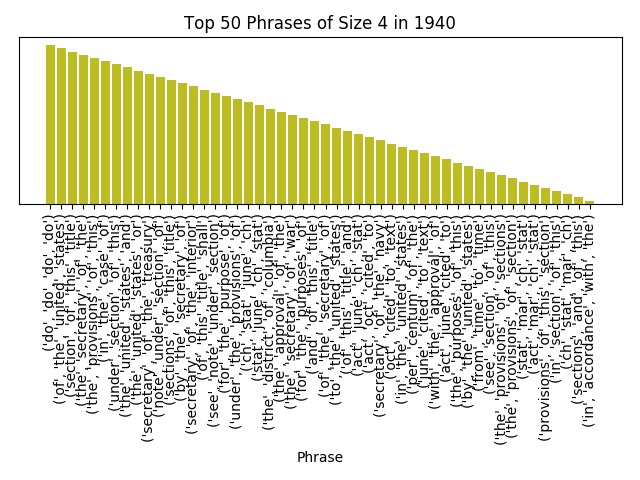 Top 50 Phrases of Size 4 in 1940
('do', 'do', 'do', 'do')
('of', 'the', 'united', 'states')
('section', 'of', 'this', 'title')
('the', 'secretary', 'of', 'the')
('the', 'provisions', 'of', 'this')
('in', 'the', 'case', 'of')
('under', 'section', 'of', 'this')
('the', 'united', 'states', 'and')
('the', 'united', 'states', 'or')
('secretary', 'of', 'the', 'treasury')
('note', 'under', 'section', 'of')
('section', 'of', 'this', 'title')
('by', 'the', 'secretary', 'of')
('secretary', 'of', 'the', 'interior')
('of', 'this', 'title', 'shall')
('see', 'note', 'under', 'section')
('for', 'the', 'purpose', 'of')
('under', 'the', 'provisions', 'of')
('ch', 'stat', 'june', 'ch')
('stat', 'june', 'ch', 'stat')
('the', 'district', 'of', 'columbia')
('the', 'approval', 'of', 'the')
('the', 'secretary', 'of', 'war')
('for', 'the', 'purposes', 'of')
('and', 'of', 'this', 'title')
('of', 'the', 'secretary', 'of')
('to', 'the', 'united', 'states')
('of', 'this', 'title', 'and')
('act', 'june', 'ch', 'stat')
('act', 'oct', 'cited', 'to')
('secretary', 'of', 'the', 'navy')
('oct', 'cited', 'to', 'text')
('in', 'the', 'united', 'states')
('per', 'centum', 'of', 'the')
('june', 'cited', 'to', 'text')
('with', 'the', 'approval', 'of')
('act', 'june', 'cited', 'to')
('the', 'purposes', 'of', 'this')
('by', 'the', 'united', 'states')
('from', 'time', 'to', 'time')
('see', 'section', 'of', 'this')
('the', 'provisions', 'of', 'sections')
('the', 'provisions', 'of', 'section')
('stat', 'mar', 'ch', 'stat')
('act', 'mar', 'ch', 'stat')
('provisions', 'of', 'this', 'section')
('in', 'section', 'of', 'this')
('ch', 'stat', 'mar', 'ch')
('sections', 'and', 'of', 'this')
('in', 'accordance', 'with', 'the')
Phrase